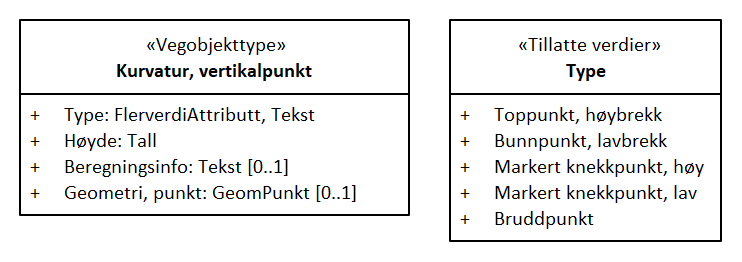 «Vegobjekttype»
Kurvatur, vertikalpunkt
+ Type: FlerverdiAttributt, Tekst
+ Høyde: Tall
+ Beregningsinfo: Tekst [0..1]
+ Geometri, punkt: GeomPunkt [0..1]
«Tillatte verdier»
Type
+ Toppunkt, høybrekk
+ Bunnpunkt, lavbrekk
+ Markert knekkpunkt, høy
+ Markert knekkpunkt, lav
+ Bruddpunkt